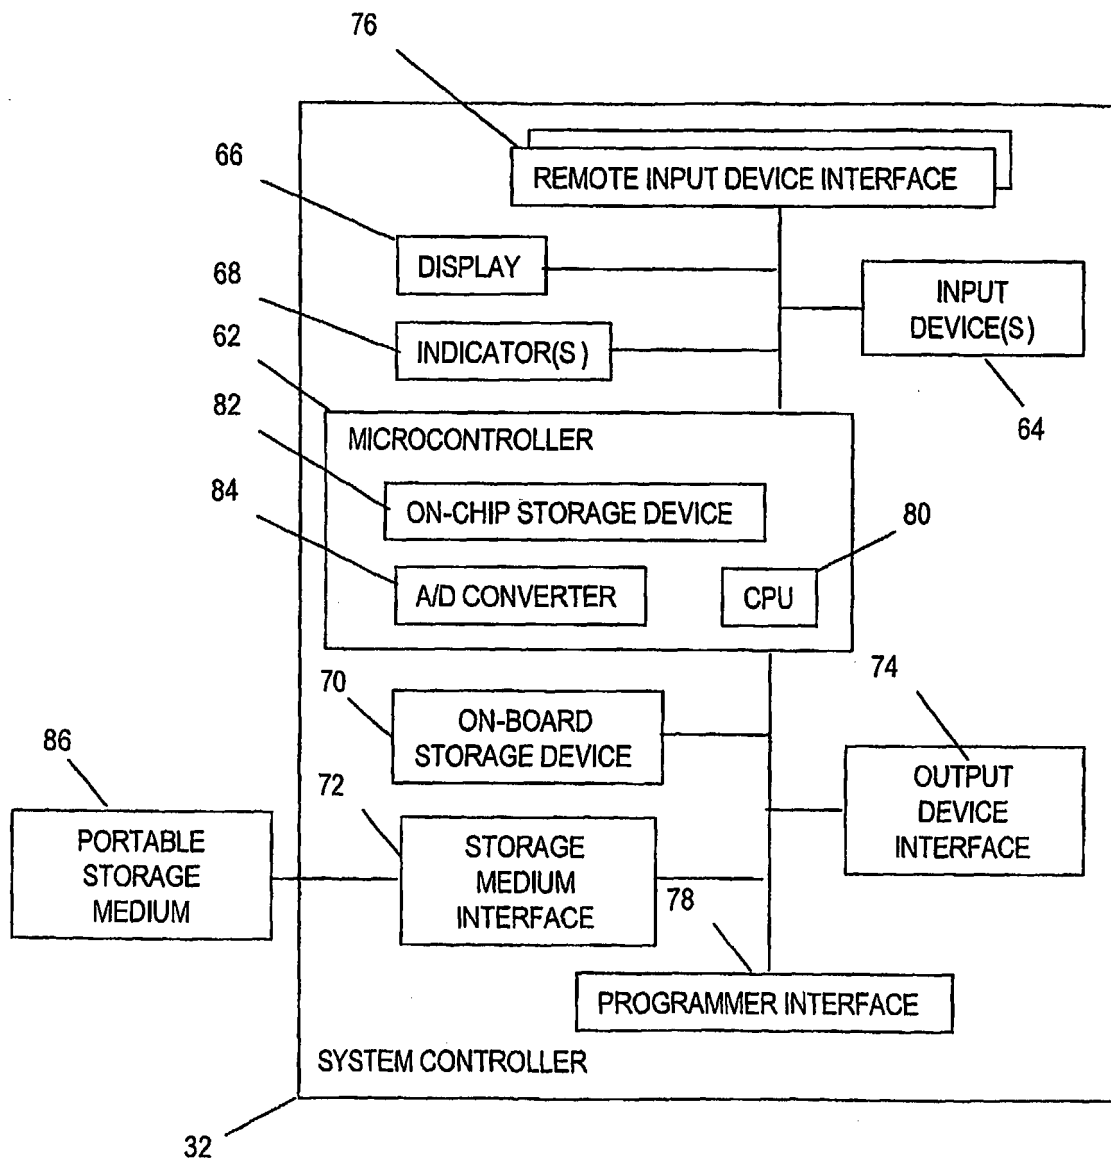 76
REMOTE INPUT DEVICE INTERFACE
66
DISPLAY
68
INPUT
DEVICE(S)
INDICATOR(S)
62
64
82
MICROCONTROLLER
ON-CHIP STORAGE DEVICE
84
80
A/D CONVERTER
CPU
70
74
ON-BOARD
STORAGE DEVICE
86
OUTPUT
DEVICE
INTERFACE
72
PORTABLE
STORAGE
MEDIUM
STORAGE
MEDIUM
INTERFACE
78
PROGRAMMER INTERFACE
SYSTEM CONTROLLER
32